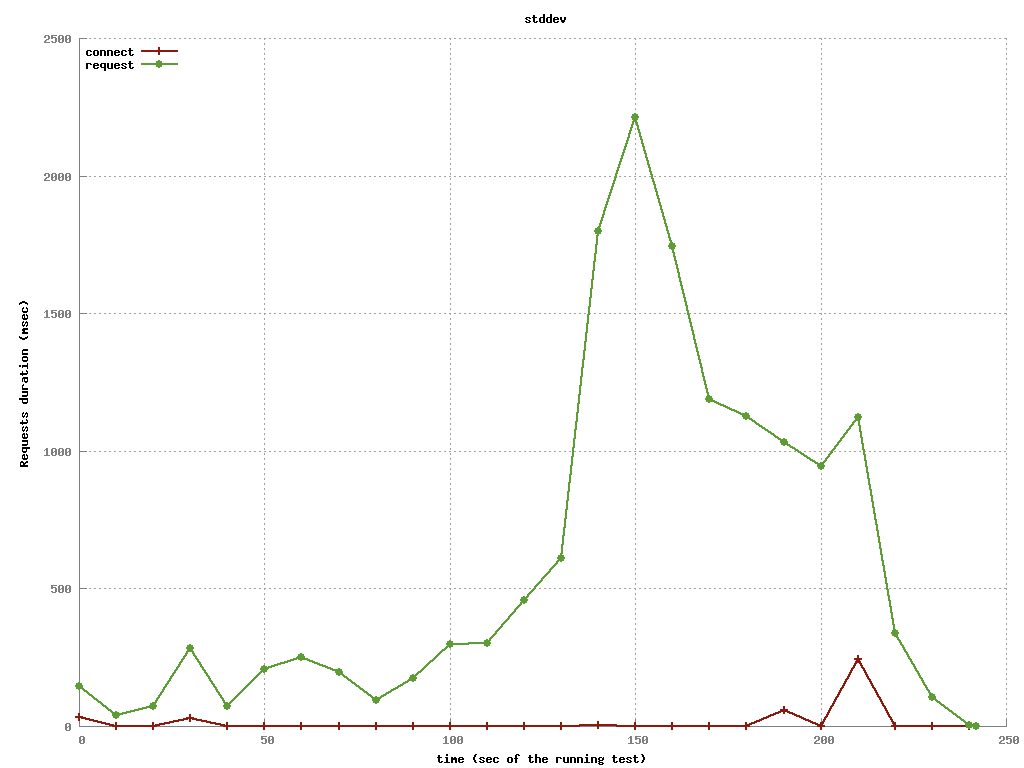 stddev
connect
request
2500
2000
1500
1000
500
0
Requests duration (msec)
0 50 100 150 200 250
time (sec of the running test)